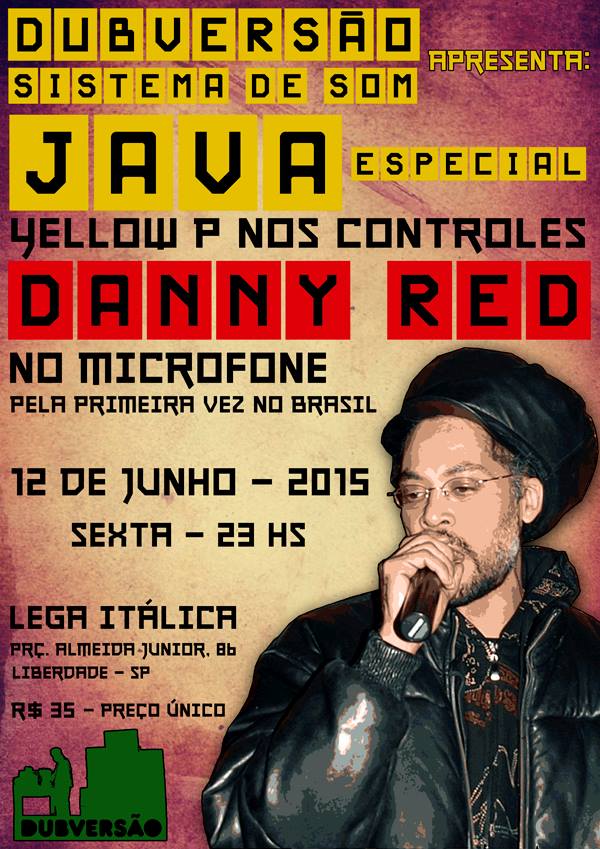 DUBVERSÃO
SISTEMA DE SOM
APRESENTA:
JAVA ESPECIAL
YELLOW P NOS CONTROLES
DANNY RED
NO MICROFONE
PELA PRIMEIRA VEZ NO BRASIL
12 DE JUNHO – 2015
SEXTA – 23 HS
LEGA ITÁLICA
PRÇ. ALMEIDA JUNIOR, 86
LIBERDADE – SP
R$ 35 – PREÇO ÚNICO
DUBVERSÃO